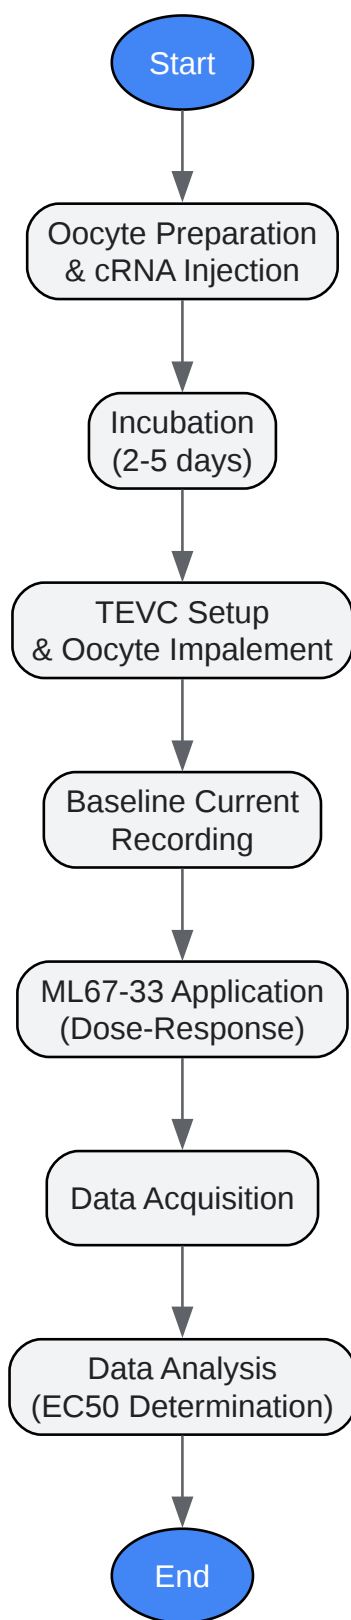 Start
Oocyte Preparation
& cRNA Injection
Incubation
(2-5 days)
TEVC Setup
& Oocyte Impalement
Baseline Current
Recording
ML67-33 Application
(Dose-Response)
Data Acquisition
Data Analysis
(EC50 Determination)
End